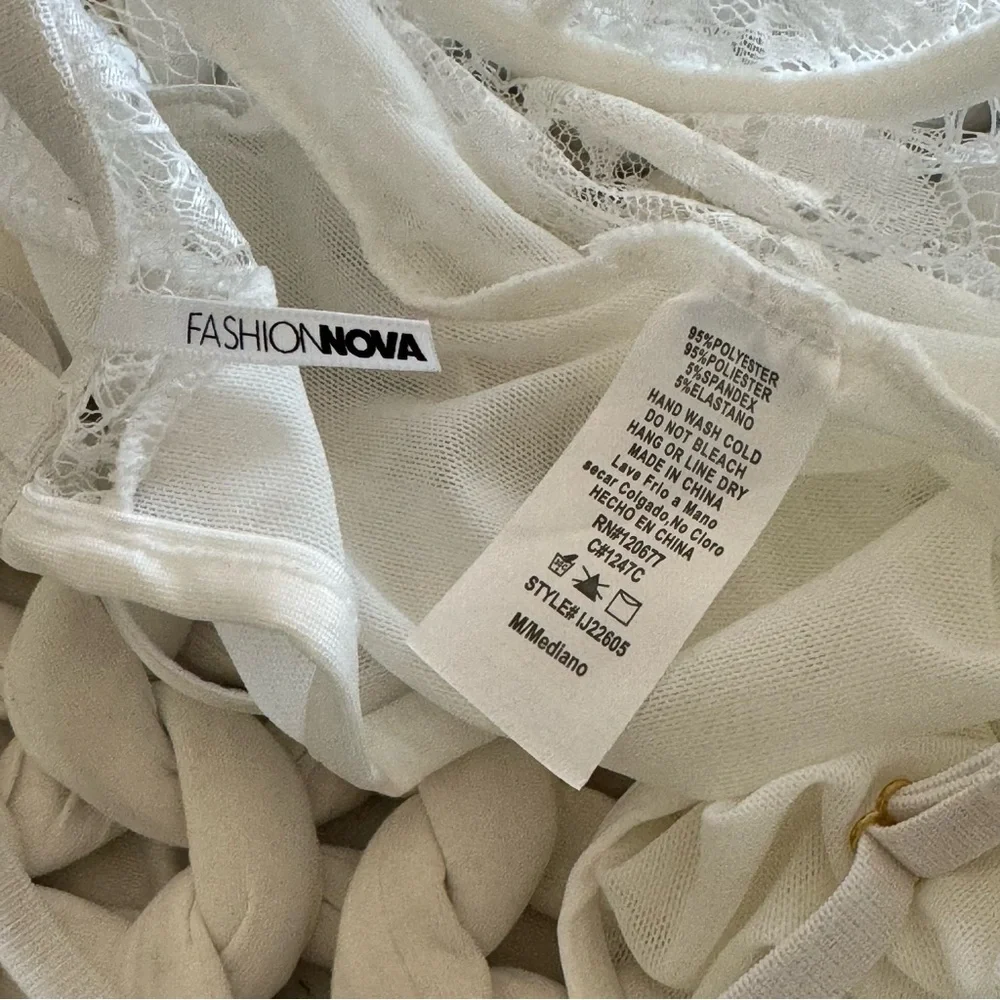 FASHIONNOVA
95%POLYESTER
95%POLIESTER
5%SPANDEX
5%ELASTANO
HAND WASH COLD
DO NOT BLEACH
HANG OR LINE DRY
MADE IN CHINA
Lave Frio a Mano
secar Colgado,No Cloro
HECHO EN CHINA
RN#120677
C#1247C
STYLE# IJ22605
M/Mediano